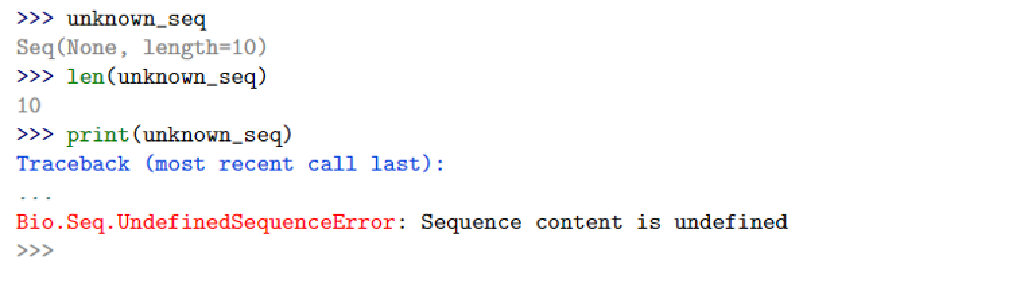 >>> unknown_seq
Seq(None, length=10)
>>> len(unknown_seq)
10
>>> print(unknown_seq)
Traceback (most recent call last):
...
Bio.Seq.UndefinedSequenceError: Sequence content is undefined
>>>